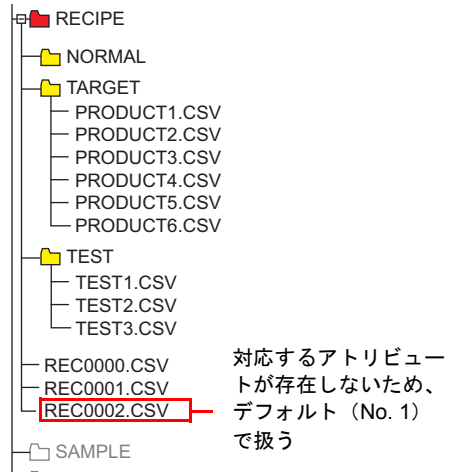 RECIPE
NORMAL
TARGET
PRODUCT1.CSV
PRODUCT2.CSV
PRODUCT3.CSV
PRODUCT4.CSV
PRODUCT5.CSV
PRODUCT6.CSV
TEST
TEST1.CSV
TEST2.CSV
TEST3.CSV
REC0000.CSV
REC0001.CSV
REC0002.CSV
対応するアトリビュー
トが存在しないため、
デフォルト（No. 1）
で扱う
SAMPLE